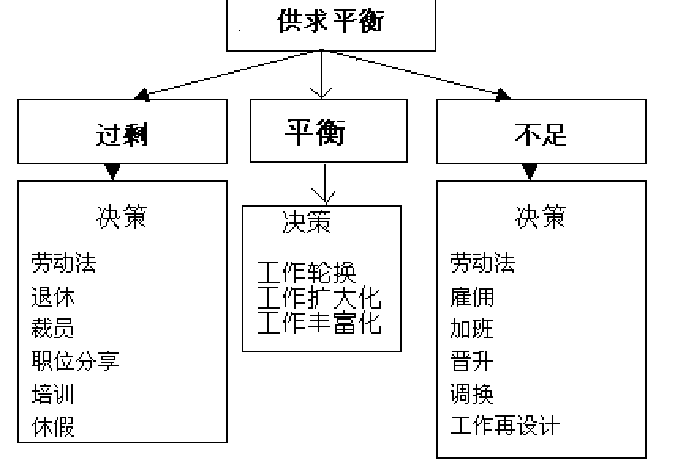 供求平衡
过剩
平衡
不足
决策
劳动法
退休
裁员
职位分享
培训
休假
决策
工作轮换
工作扩大化
工作丰富化
决策
劳动法
雇佣
加班
晋升
调换
工作再设计